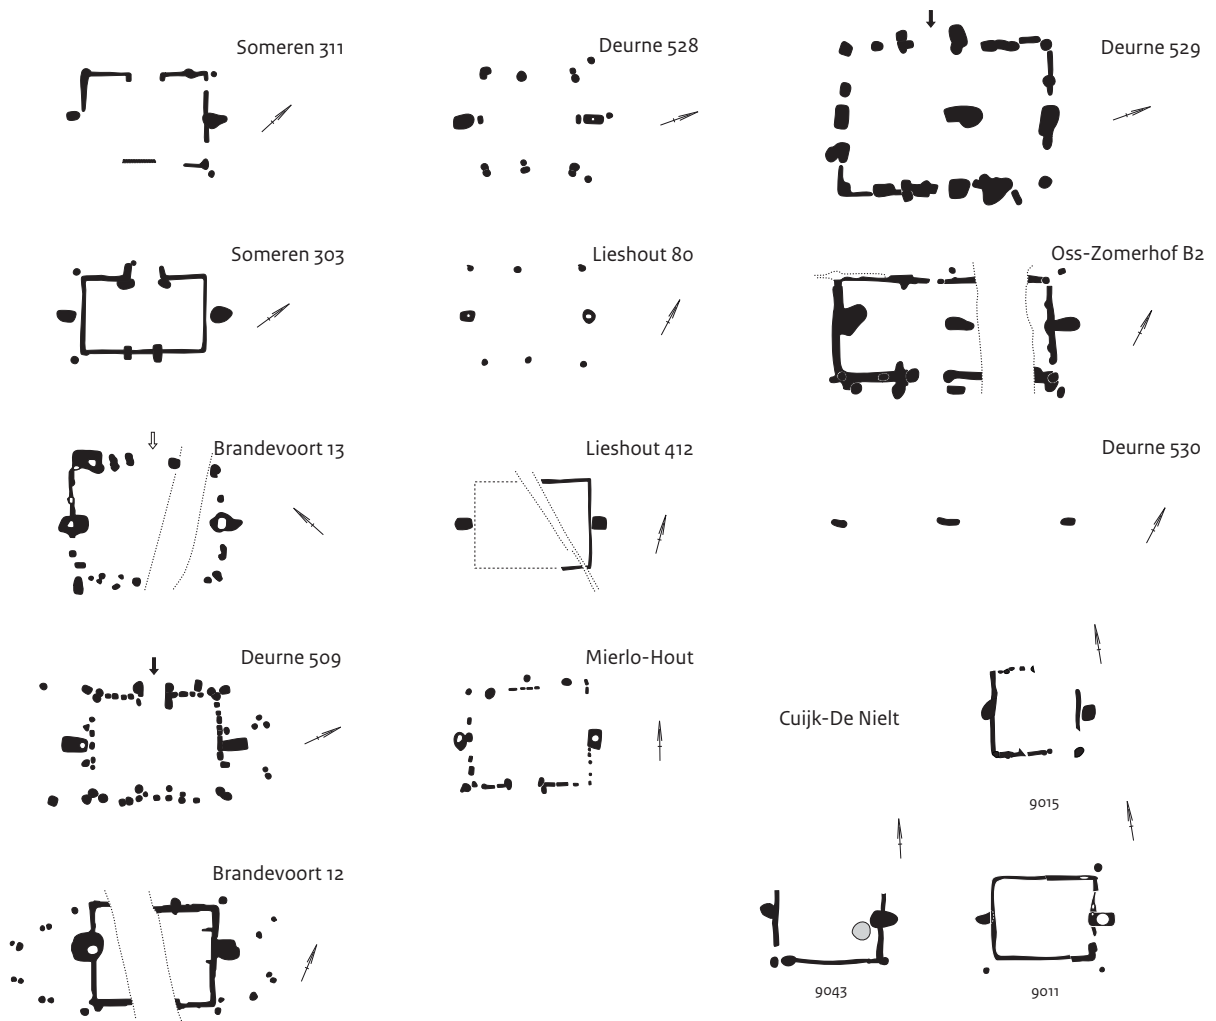 Someren 311
Deurne 528
Deurne 529
Someren 303
Lieshout 80
Oss-Zomerhof B2
Brandevoort 13
Lieshout 412
Deurne 530
Deurne 509
Mierlo-Hout
Cuijk-De Nielt
9015
Brandevoort 12
9043
9011